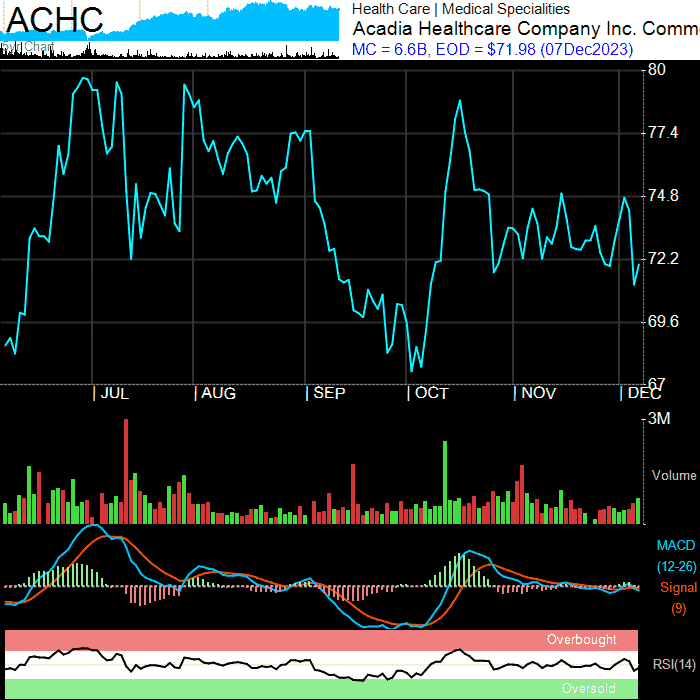 ACHC
SvrlChart
Health Care | Medical Specialities
Acadia Healthcare Company Inc. Comm
MC = 6.6B, EOD = $71.98 (07Dec2023)
80
77.4
74.8
72.2
69.6
67
| JUL | AUG | SEP | OCT | NOV | DEC
3M
Volume
MACD
(12-26)
Signal
(9)
Overbought
RSI(14)
Oversold